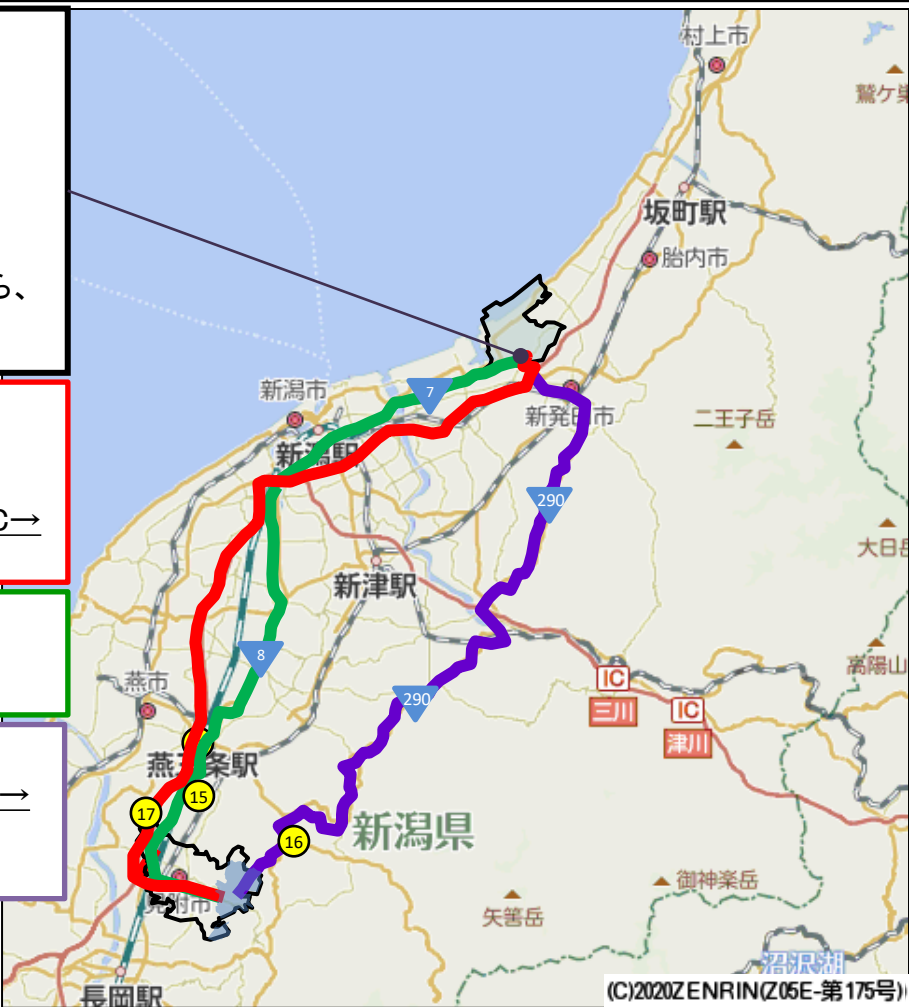 村上市
鷲ケ巣
坂町駅
胎内市
ら、
新潟市
7
新発田市
二王子岳
新潟駅
C→
290
大日岳
新津駅
8
高陽山
燕市
290
IC
三川
IC
津川
燕三条駅
→
15
17
新潟県
16
御神楽岳
見附市
矢筈岳
沼沢湖
長岡駅
(C)2020ZENRIN(Z05E-第175号)